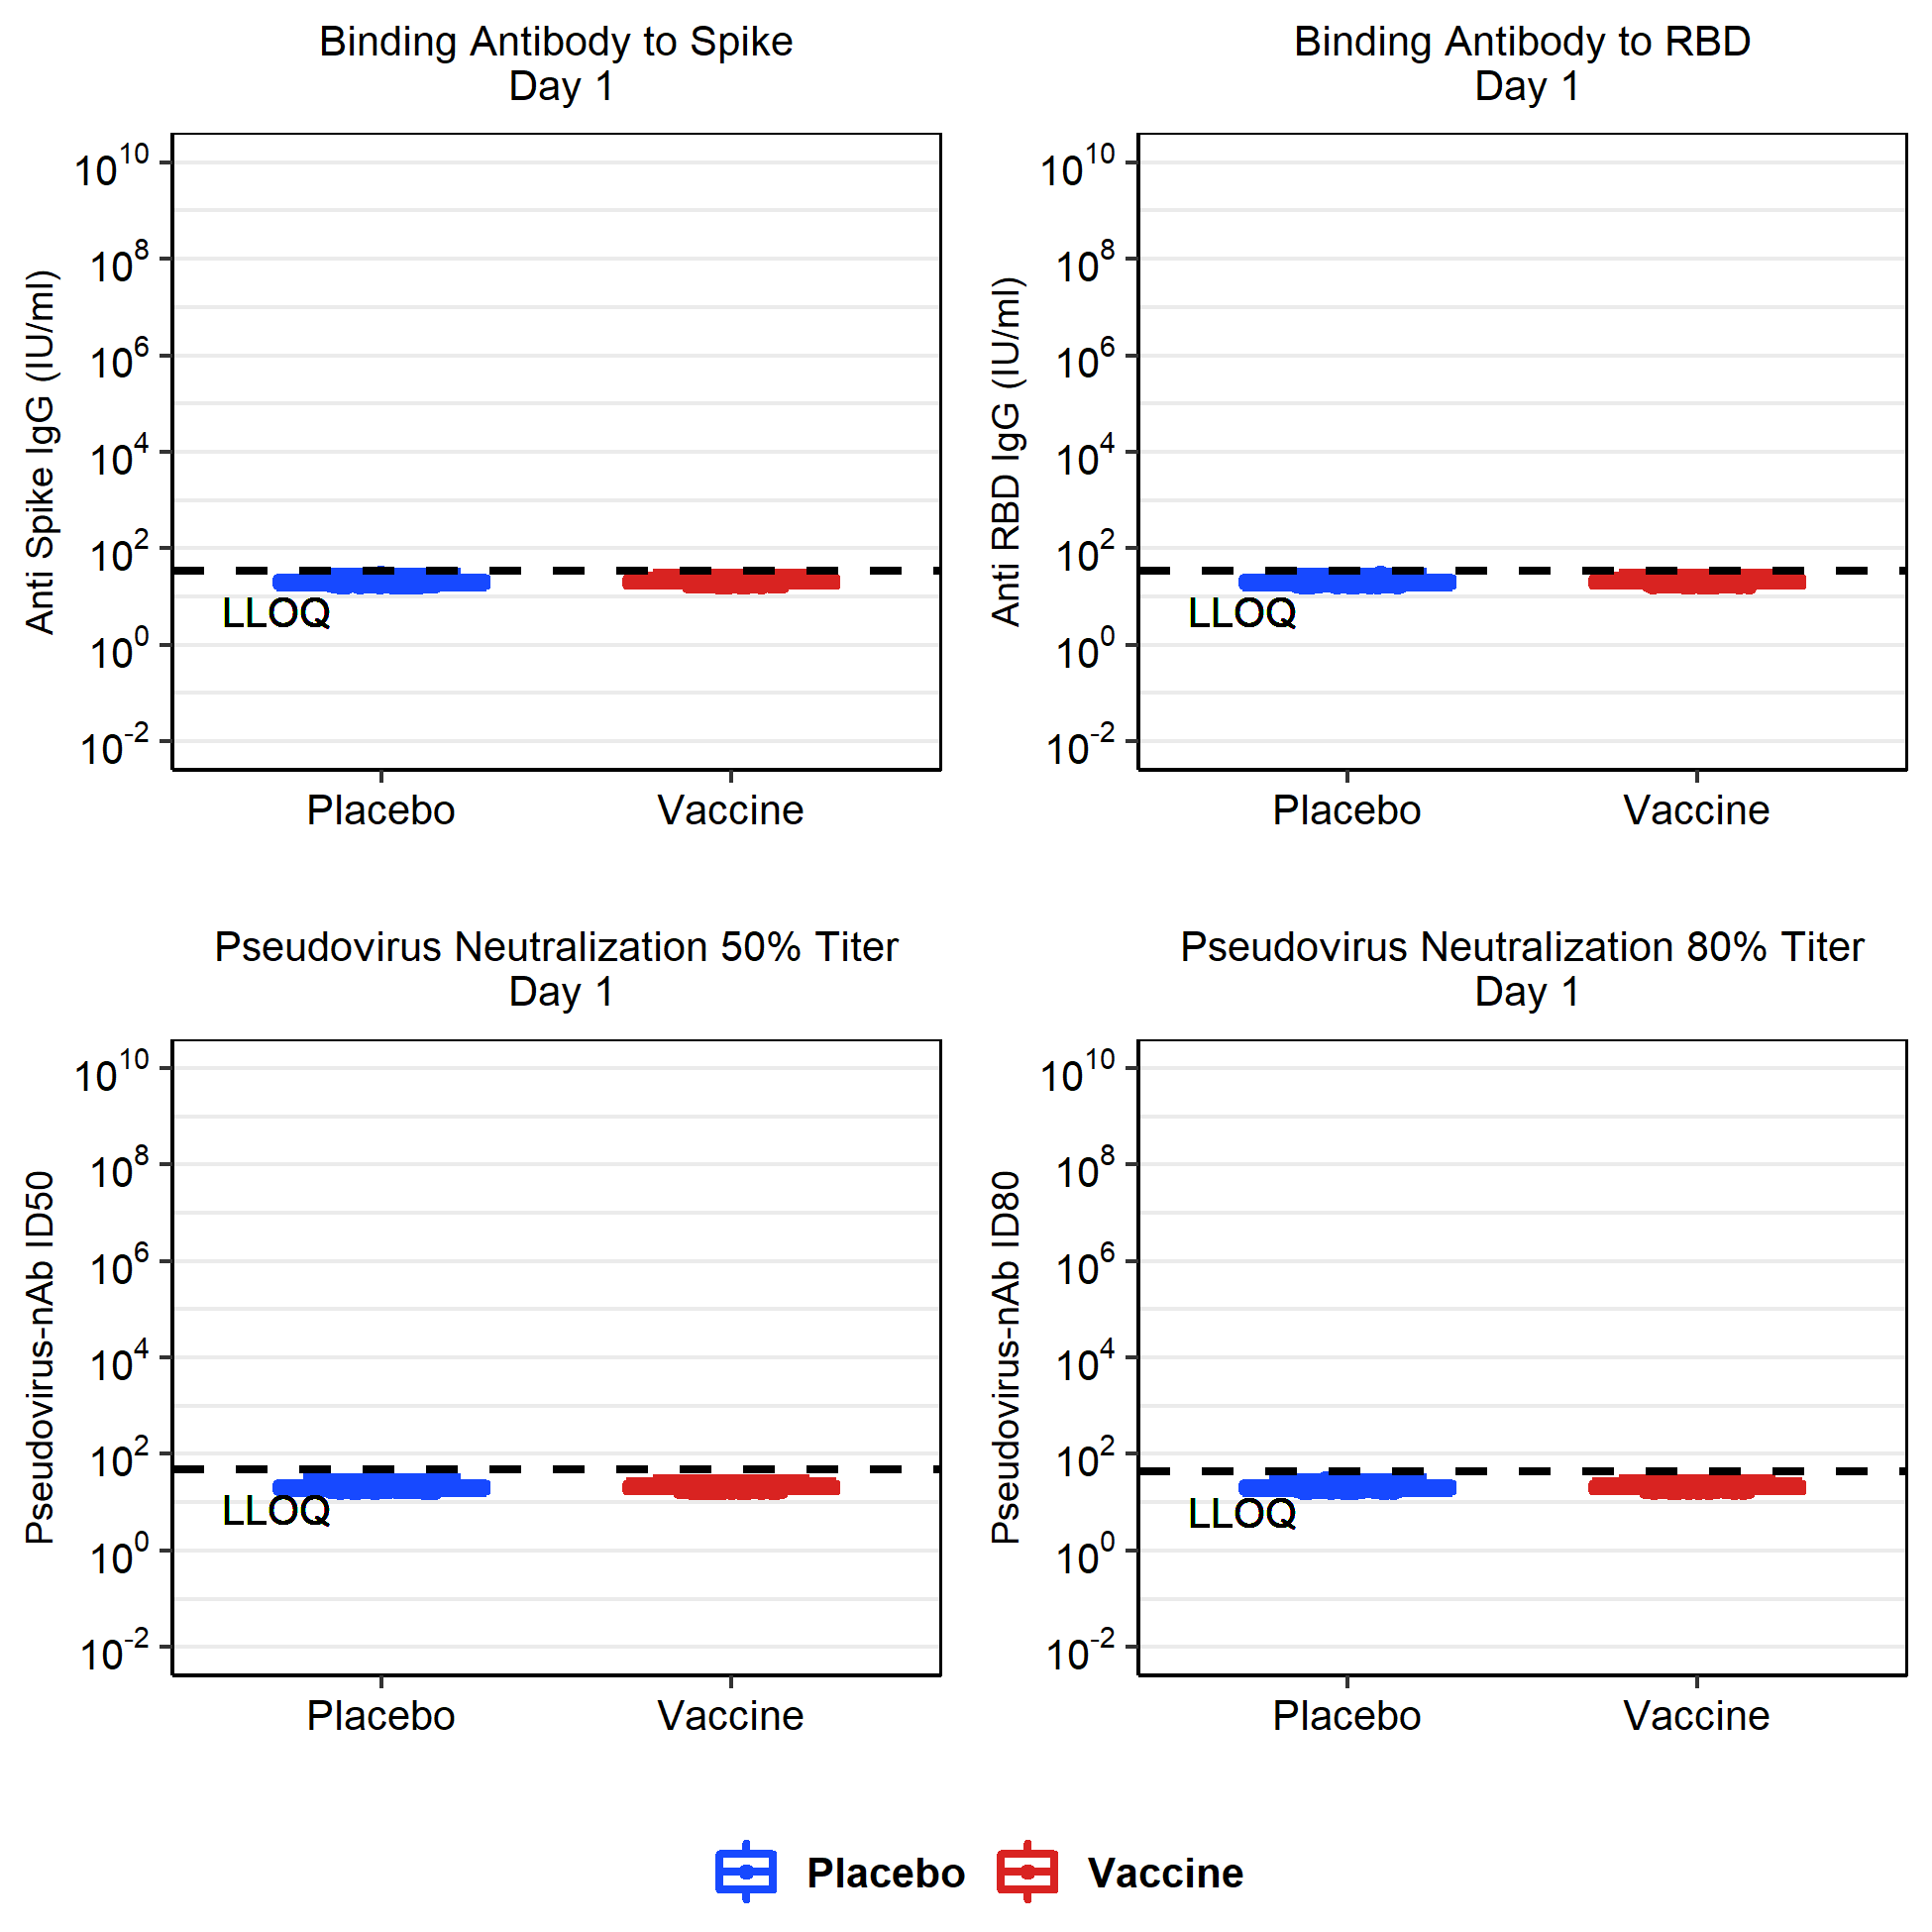 Binding Antibody to Spike
Day 1
Anti Spike IgG (IU/ml)
10^10
10^8
10^6
10^4
10^2
10^0
10^-2
LLOQ
Placebo Vaccine
Binding Antibody to RBD
Day 1
Anti RBD IgG (IU/ml)
10^10
10^8
10^6
10^4
10^2
10^0
10^-2
LLOQ
Placebo Vaccine
Pseudovirus Neutralization 50% Titer
Day 1
Pseudovirus-nAb ID50
10^10
10^8
10^6
10^4
10^2
10^0
10^-2
LLOQ
Placebo Vaccine
Pseudovirus Neutralization 80% Titer
Day 1
Pseudovirus-nAb ID80
10^10
10^8
10^6
10^4
10^2
10^0
10^-2
LLOQ
Placebo Vaccine
Placebo Vaccine